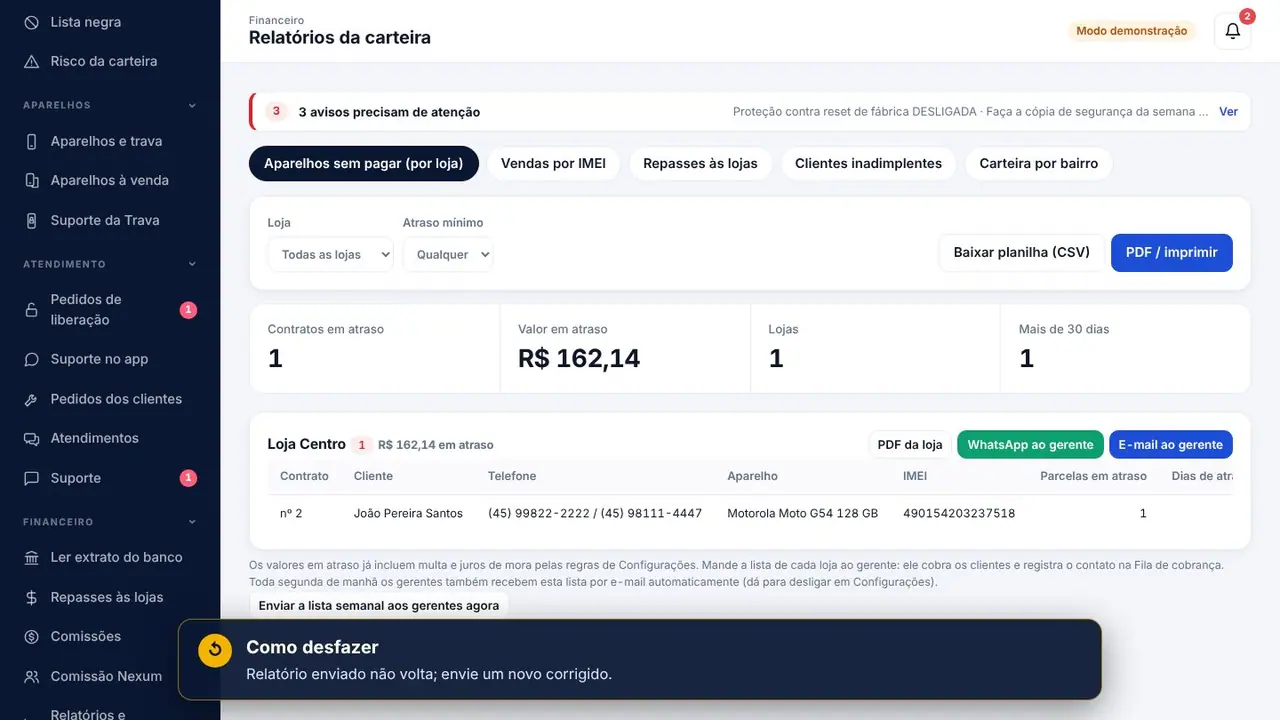 Lista negra
Risco da carteira
APARELHOS
Aparelhos e trava
Aparelhos à venda
Suporte da Trava
ATENDIMENTO
Pedidos de
liberação
1
Suporte no app
Pedidos dos clientes
Atendimentos
Suporte
1
FINANCEIRO
Ler extrato do banco
Repasses às lojas
Comissões
Comissão Nexum
Relatórios e
Financeiro
Relatórios da carteira
Modo demonstração
2
3
3 avisos precisam de atenção
Proteção contra reset de fábrica DESLIGADA · Faça a cópia de segurança da semana ...
Ver
Aparelhos sem pagar (por loja)
Vendas por IMEI
Repasses às lojas
Clientes inadimplentes
Carteira por bairro
Loja
Atraso mínimo
Todas as lojas
Qualquer
Baixar planilha (CSV)
PDF / imprimir
Contratos em atraso
1
Valor em atraso
R$ 162,14
Lojas
1
Mais de 30 dias
1
Loja Centro 1 R$ 162,14 em atraso
PDF da loja
WhatsApp ao gerente
E-mail ao gerente
Contrato Cliente Telefone Aparelho IMEI Parcelas em atraso Dias de atra
nº 2 João Pereira Santos (45) 99822-2222 / (45) 98111-4447 Motorola Moto G54 128 GB 490154203237518 1
Os valores em atraso já incluem multa e juros de mora pelas regras de Configurações. Mande a lista de cada loja ao gerente: ele cobra os clientes e registra o contato na Fila de cobrança.
Toda segunda de manhã os gerentes também recebem esta lista por e-mail automaticamente (dá para desligar em Configurações).
Enviar a lista semanal aos gerentes agora
Como desfazer
Relatório enviado não volta; envie um novo corrigido.